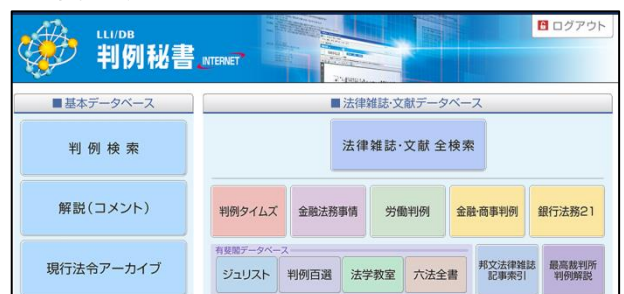 LLI/DB
判例秘書 INTERNET
ログアウト
■基本データベース
判例検索
解説(コメント)
現行法令アーカイブ
■法律雑誌・文献データベース
法律雑誌・文献 全検索
判例タイムズ
金融法務事情
労働判例
金融・商事判例
銀行法務21
有斐閣データベース
ジュリスト
判例百選
法学教室
六法全書
邦文法律雑誌
記事索引
最高裁判所
判例解説